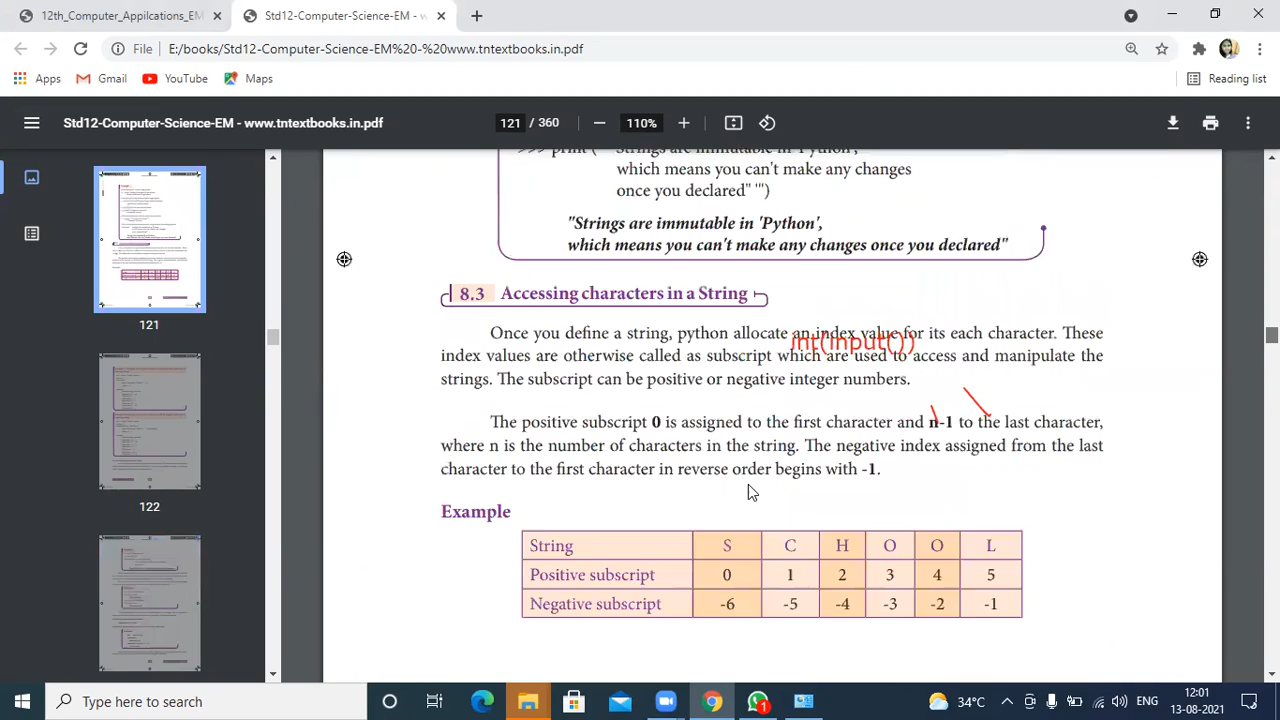 12th_Computer_Applications_EM
Std12-Computer-Science-EM - w
File
E:/books/Std12-Computer-Science-EM%20-%20www.tntextbooks.in.pdf
Apps
Gmail
YouTube
Maps
Reading list
Std12-Computer-Science-EM - www.tntextbooks.in.pdf
121 / 360
110%
121
122
>>> print (''' "Strings are immutable in 'Python',
which means you can't make any changes
once you declared" ''')
"Strings are immutable in 'Python',
which means you can't make any changes once you declared"
8.3 Accessing characters in a String
Once you define a string, python allocate an index value for its each character. These
int(input())
index values are otherwise called as subscript which are used to access and manipulate the
strings. The subscript can be positive or negative integer numbers.
The positive subscript 0 is assigned to the first character and n-1 to the last character,
where n is the number of characters in the string. The negative index assigned from the last
character to the first character in reverse order begins with -1.
Example
String S C H O O L
Positive subscript 0 1 2 3 4 5
Negative subscript -6 -5 -4 -3 -2 -1
Type here to search
1
34°C
ENG
12:01
13-08-2021